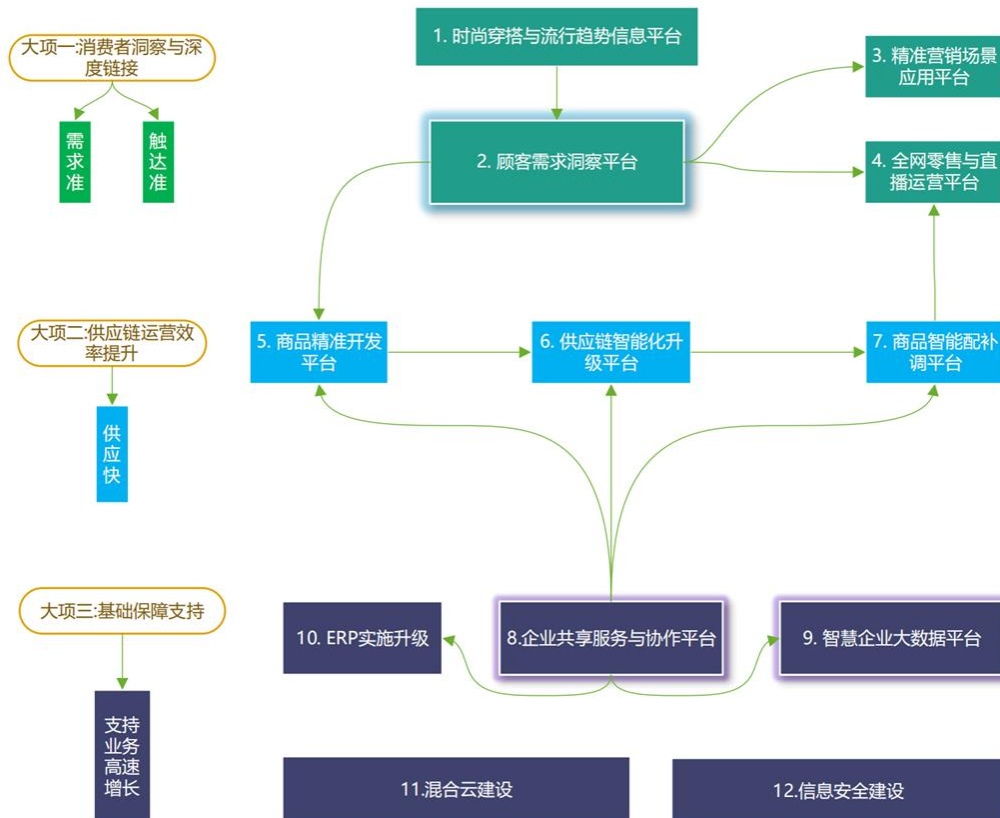 大项一:消费者洞察与深
度链接
需
求
准
触
达
准
1. 时尚穿搭与流行趋势信息平台
2. 顾客需求洞察平台
3. 精准营销场景
应用平台
4. 全网零售与直
播运营平台
大项二:供应链运营效
率提升
供
应
快
5. 商品精准开发
平台
6. 供应链智能化升
级平台
7. 商品智能配补
调平台
大项三:基础保障支持
支持
业务
高速
增长
10. ERP实施升级
8.企业共享服务与协作平台
9. 智慧企业大数据平台
11.混合云建设
12.信息安全建设